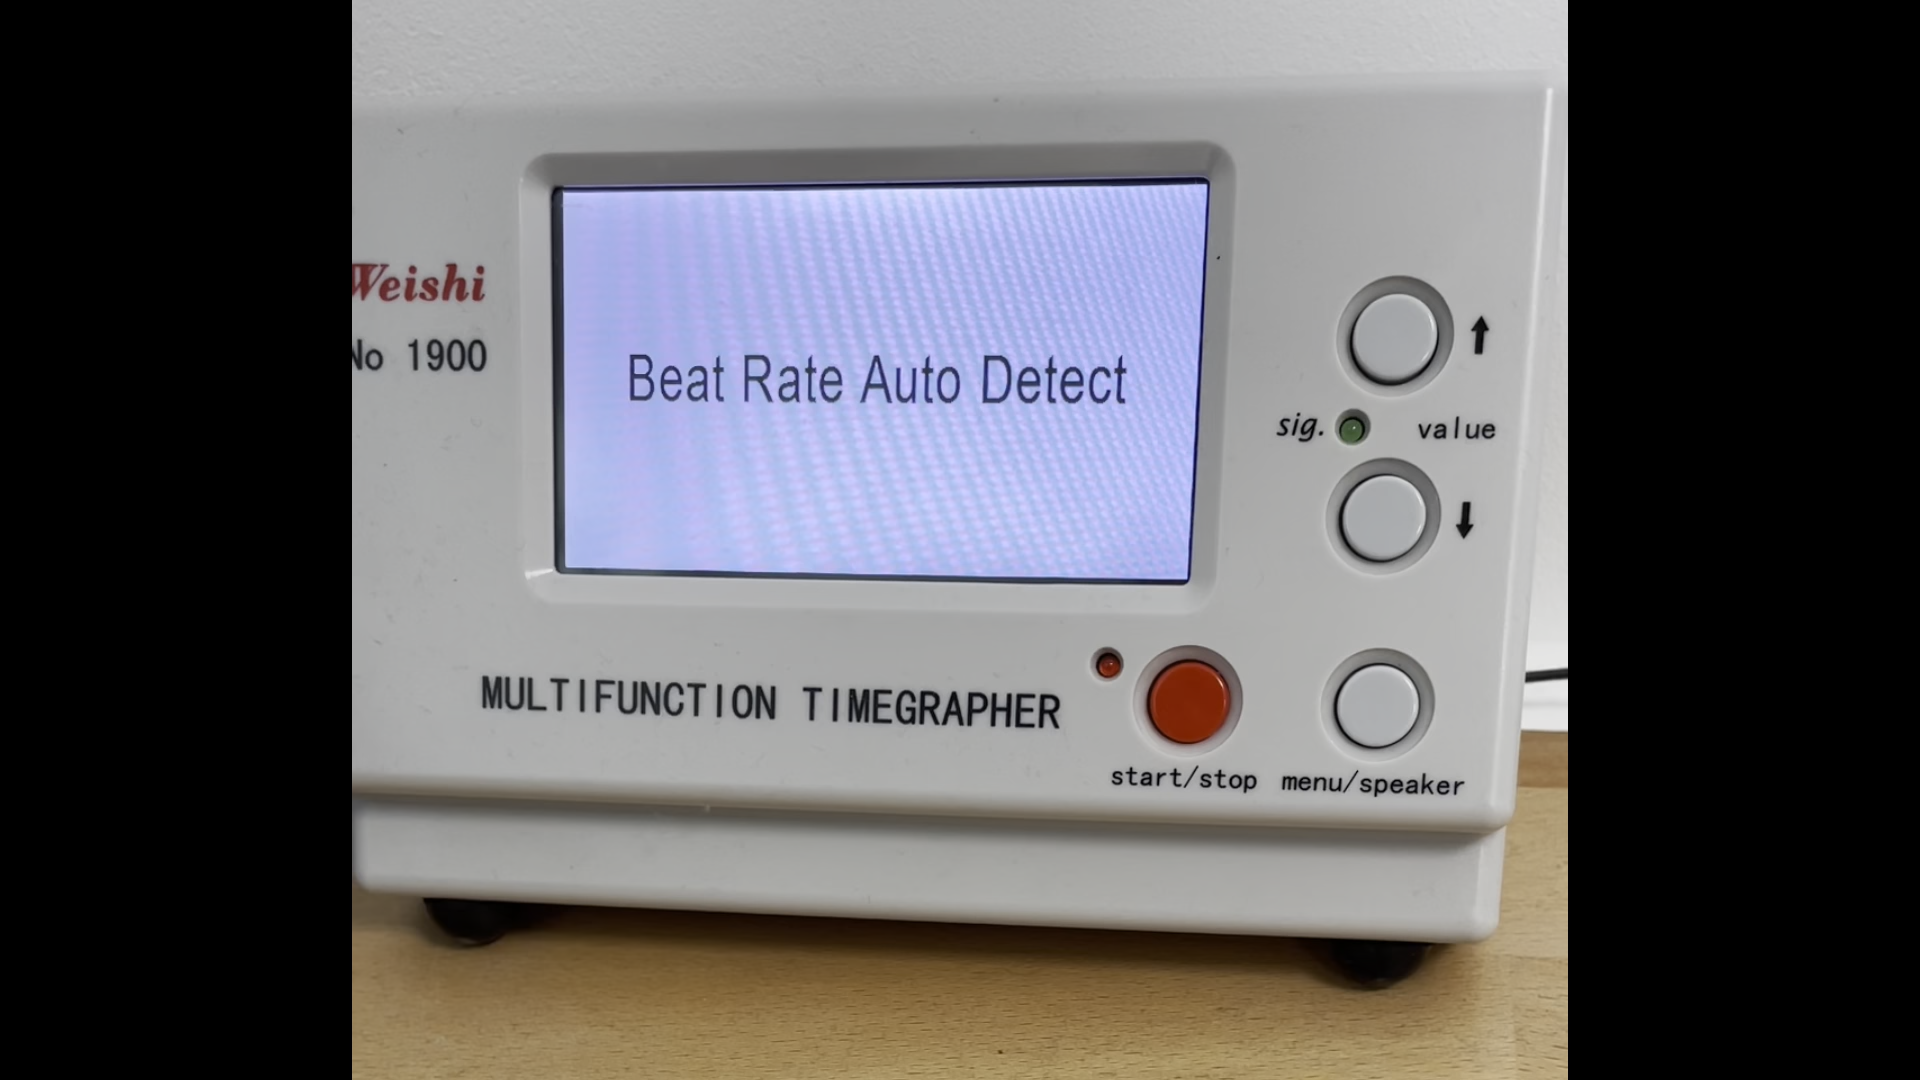 Weishi
No 1900
Beat Rate Auto Detect
↑
sig.
value
↓
MULTIFUNCTION TIMEGRAPHER
start/stop
menu/speaker